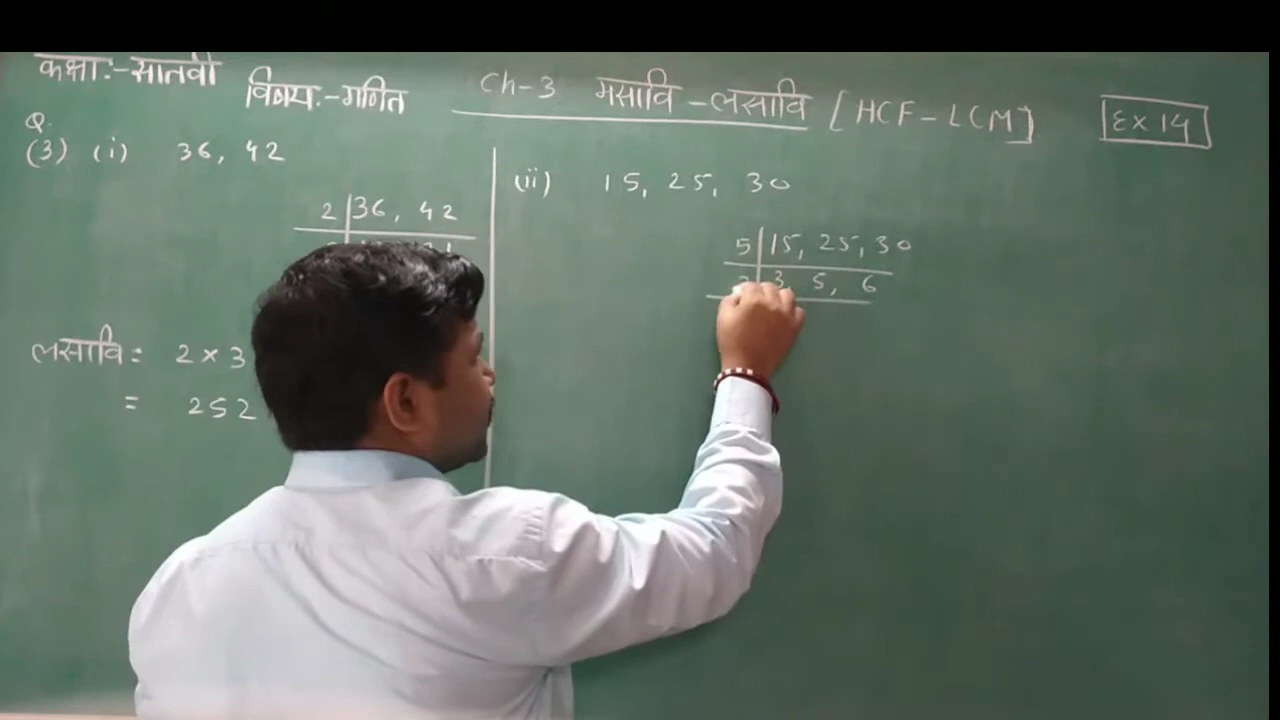 कक्षा:-सातवी
विषय:-गणित
Ch-3 मसावि-लसावि [HCF-LCM]
Ex 14
Q.
(3) (i) 36, 42
2 36, 42
लसावि = 2 × 3
= 252
(ii) 15, 25, 30
5 15, 25, 30
3, 5, 6